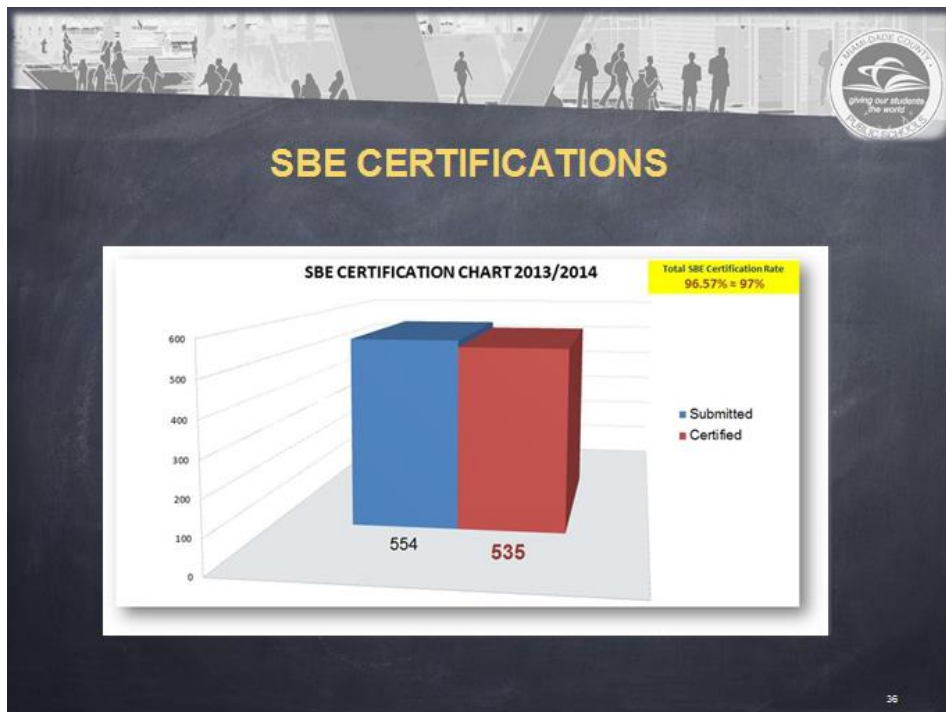 MIAMI-DADE COUNTY
giving our students
the world
PUBLIC SCHOOLS
SBE CERTIFICATIONS
SBE CERTIFICATION CHART 2013/2014
Total SBE Certification Rate
96.57% ≈ 97%
600
500
400
300
200
100
0
Submitted
Certified
554
535
36